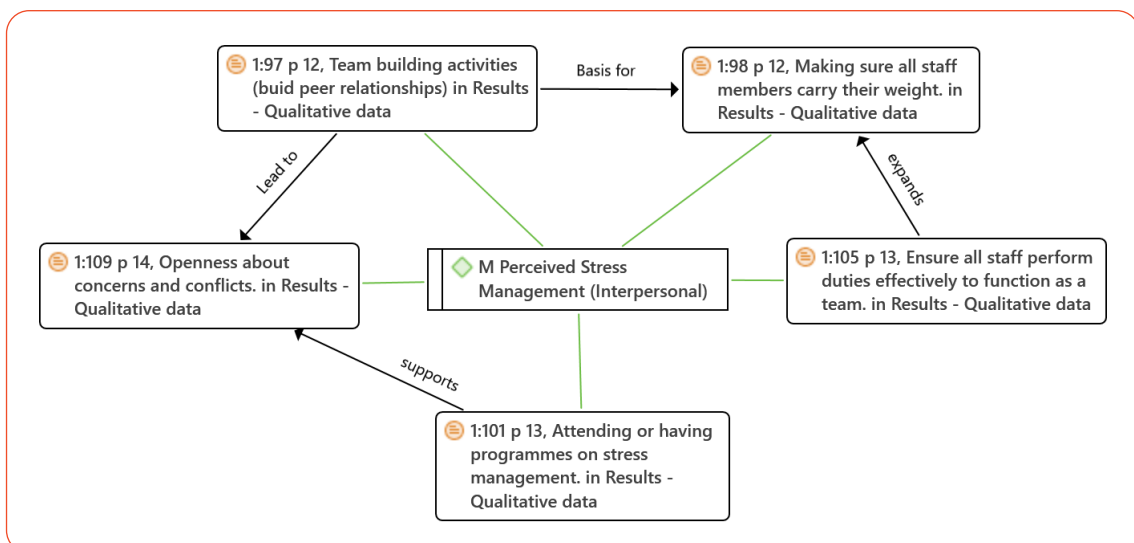 1:97 p 12, Team building activities
(buid peer relationships) in Results
- Qualitative data
Basis for
1:98 p 12, Making sure all staff
members carry their weight. in
Results - Qualitative data
Lead to
expands
1:109 p 14, Openness about
concerns and conflicts. in Results -
Qualitative data
M Perceived Stress
Management (Interpersonal)
1:105 p 13, Ensure all staff perform
duties effectively to function as a
team. in Results - Qualitative data
supports
1:101 p 13, Attending or having
programmes on stress
management. in Results -
Qualitative data